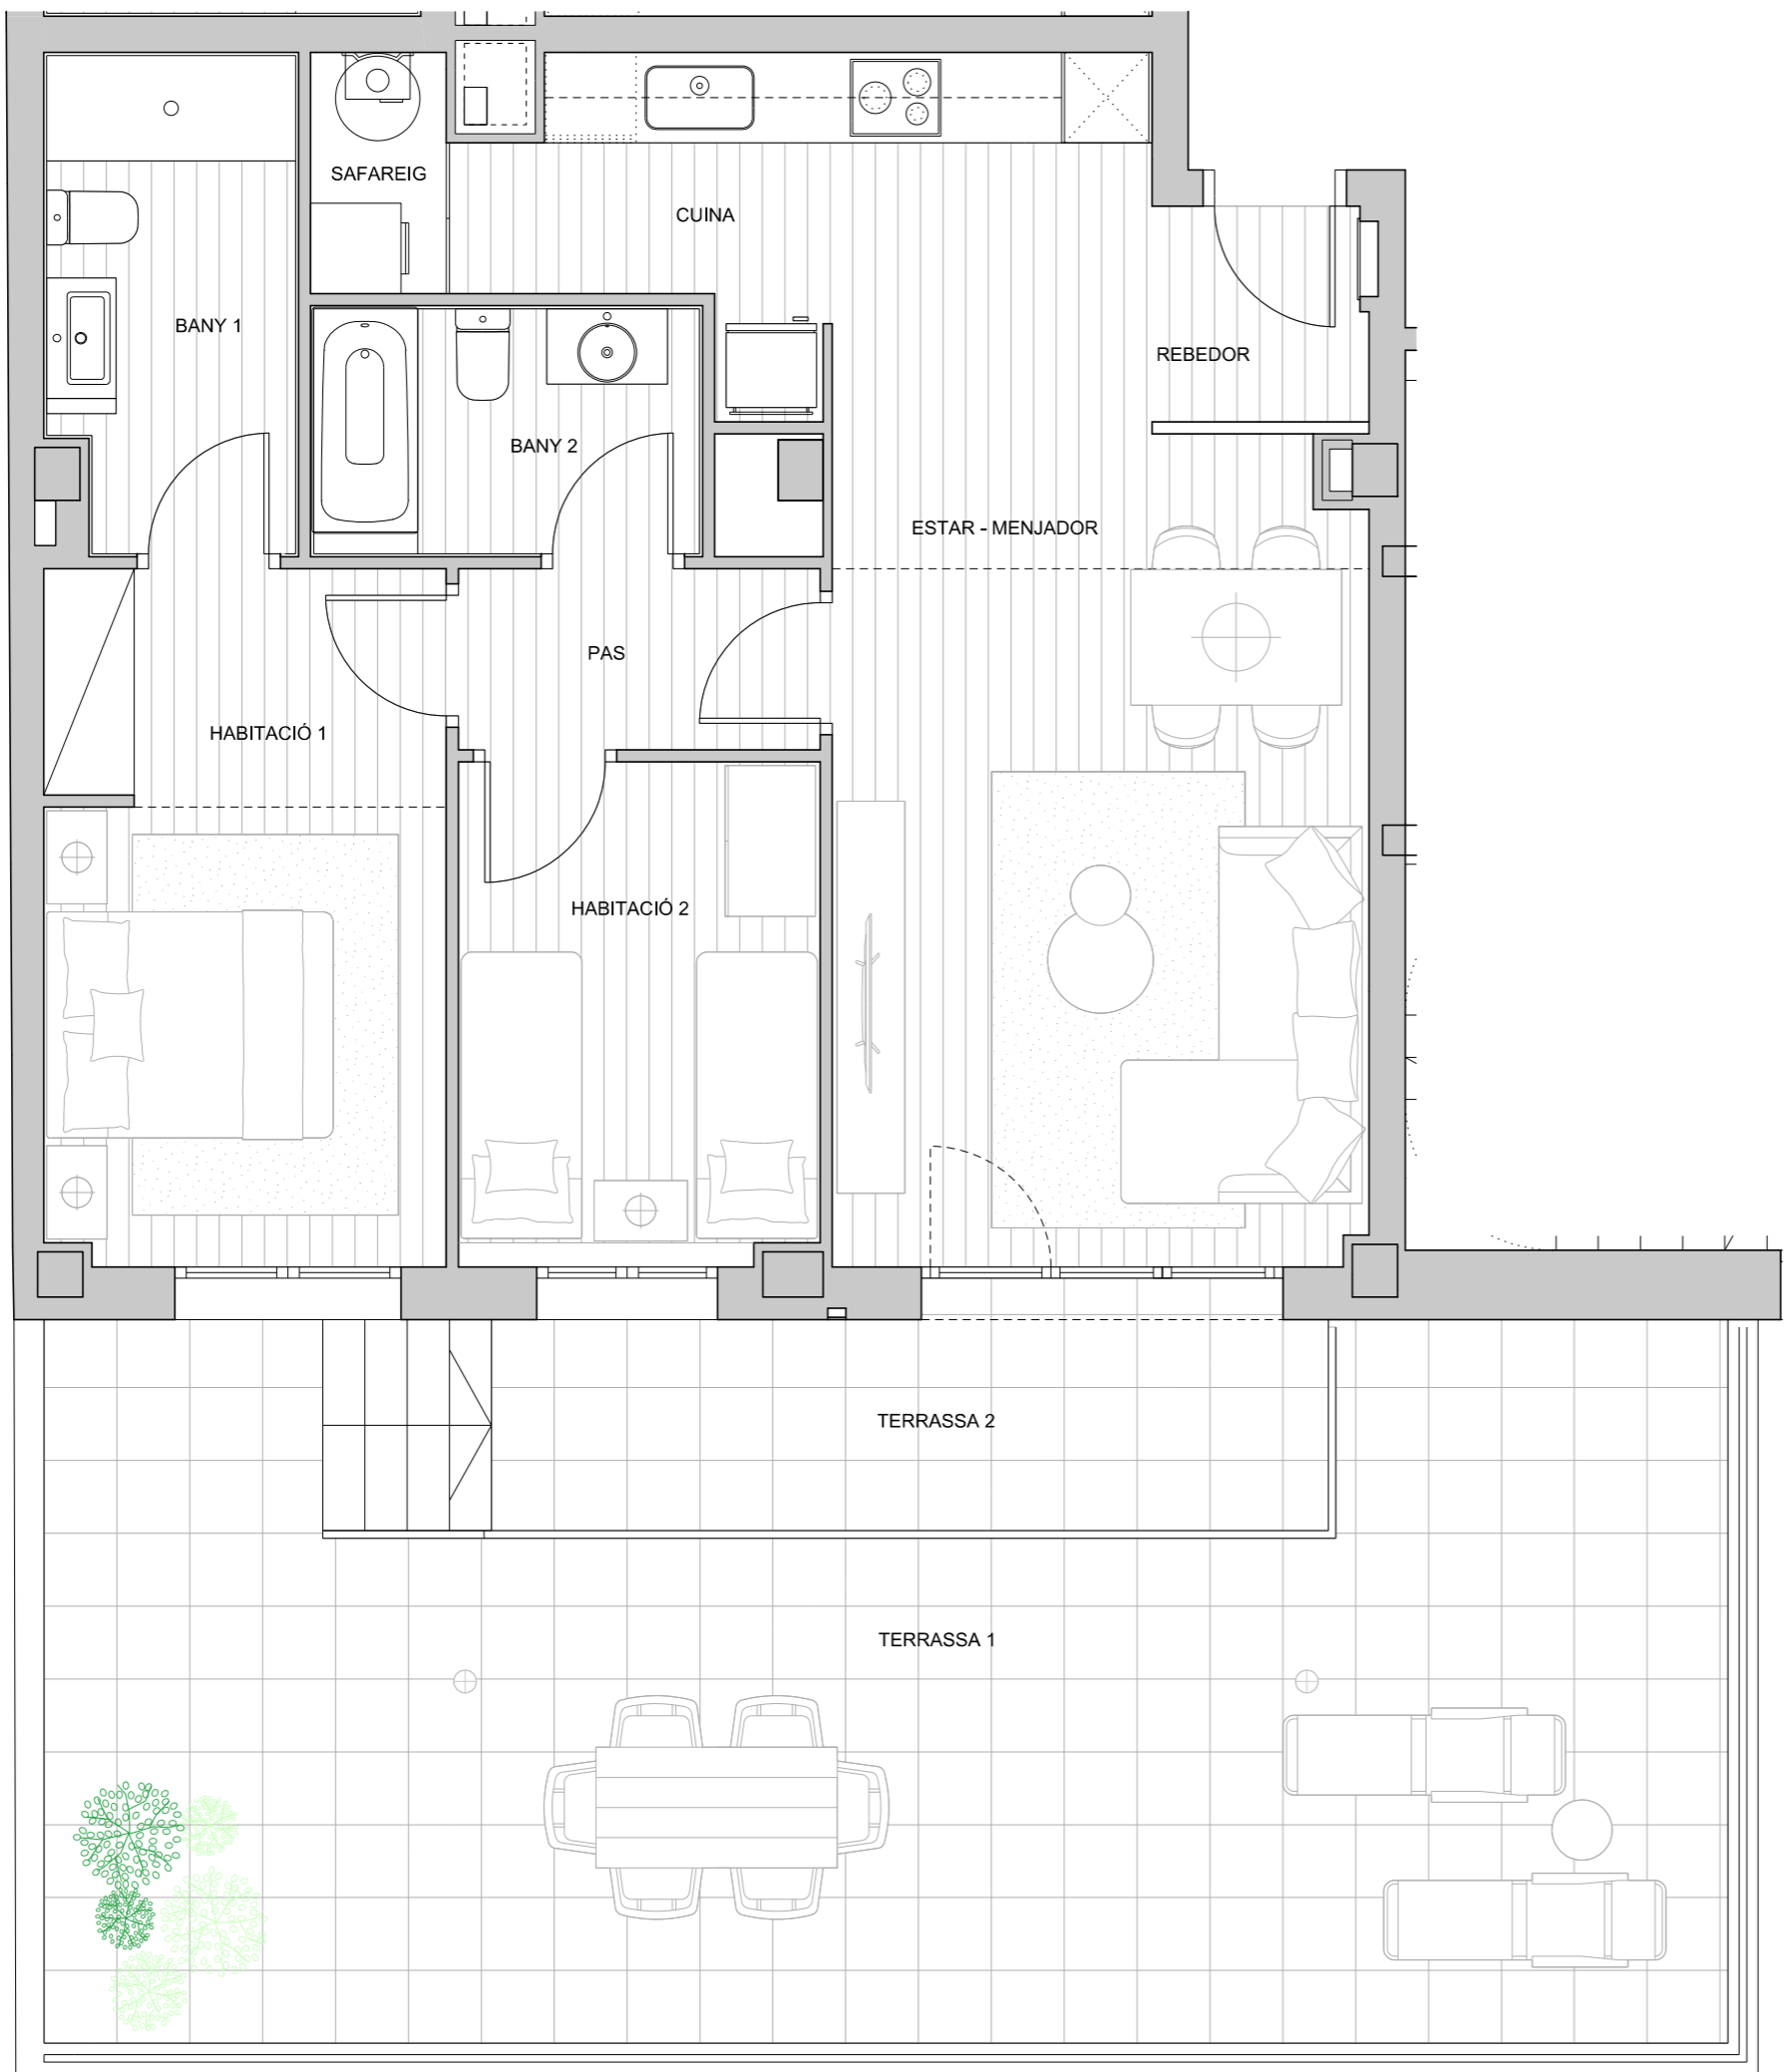 SAFAREIG
CUINA
BANY 1
REBEDOR
BANY 2
ESTAR - MENJADOR
PAS
HABITACIÓ 1
HABITACIÓ 2
TERRASSA 2
TERRASSA 1